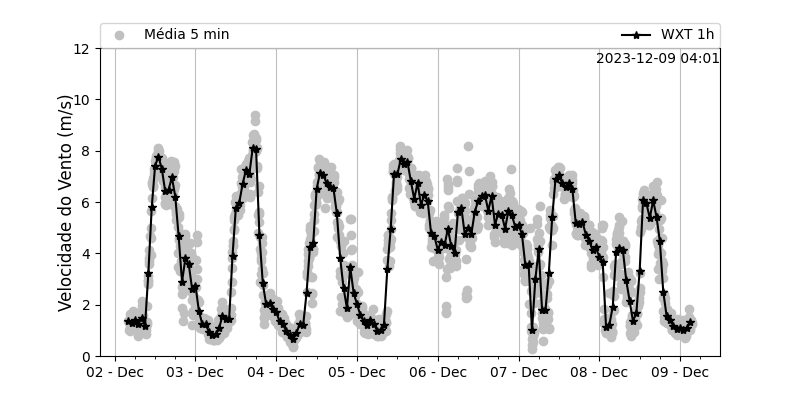 Média 5 min
WXT 1h
2023-12-09 04:01
Velocidade do Vento (m/s)
12
10
8
6
4
2
0
02 - Dec 03 - Dec 04 - Dec 05 - Dec 06 - Dec 07 - Dec 08 - Dec 09 - Dec